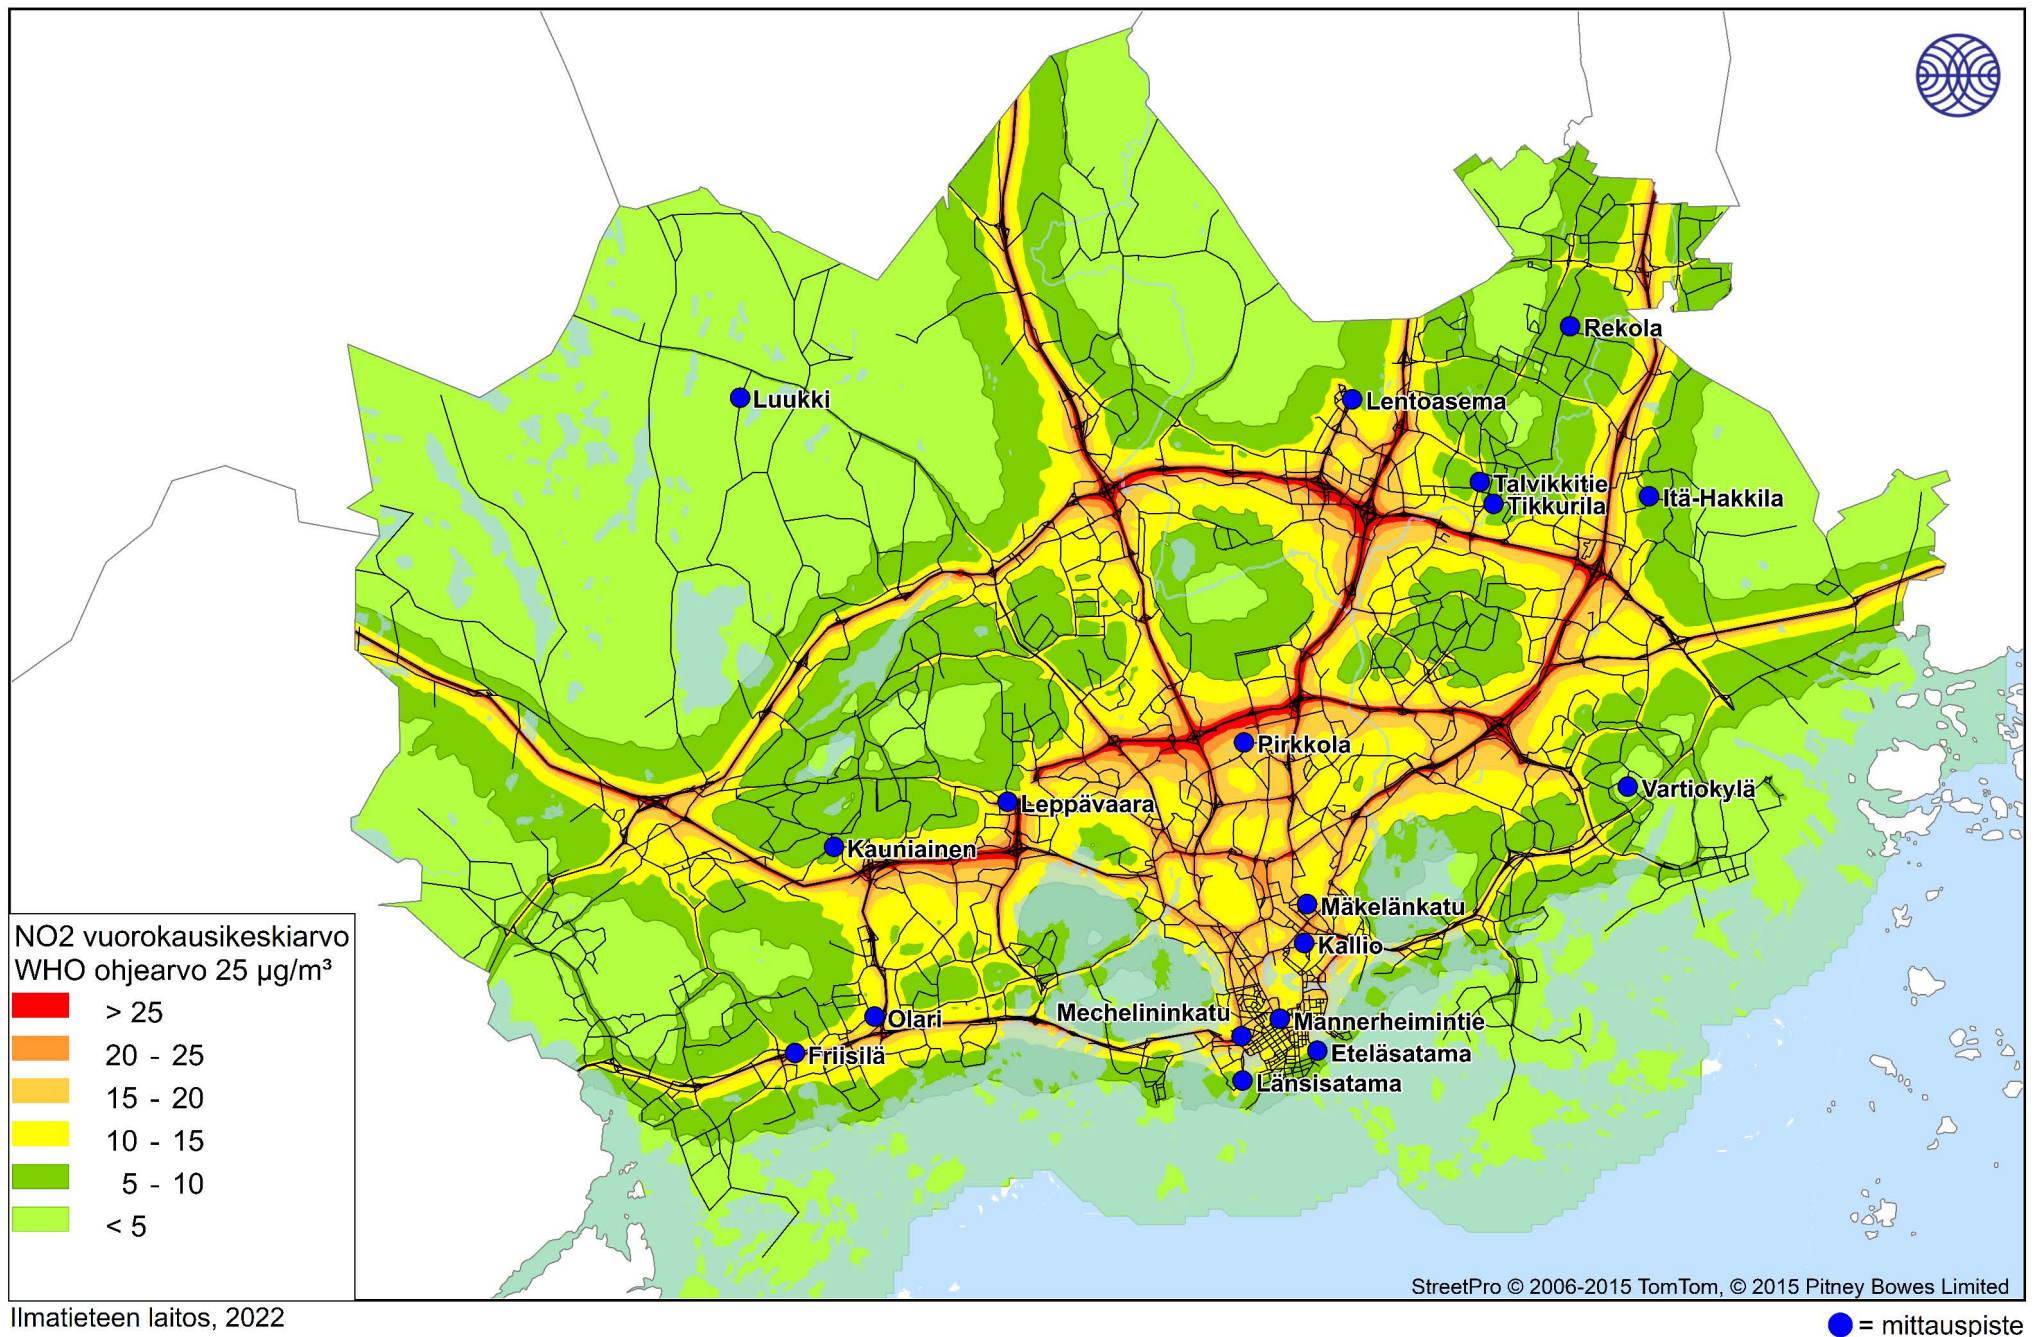 Rekola
Luukki
Lentoasema
Talvikkitie
Tikkurila
Itä-Hakkila
Pirkkola
Vartiokylä
Leppävaara
Kauniainen
Mäkelänkatu
Kallio
Mechelininkatu
Mannerheimintie
Olari
Friisilä
Eteläsatama
Länsisatama
NO2 vuorokausikeskiarvo
WHO ohjearvo 25 µg/m³
> 25
20 - 25
15 - 20
10 - 15
5 - 10
< 5
StreetPro © 2006-2015 TomTom, © 2015 Pitney Bowes Limited
Ilmatieteen laitos, 2022
= mittauspiste